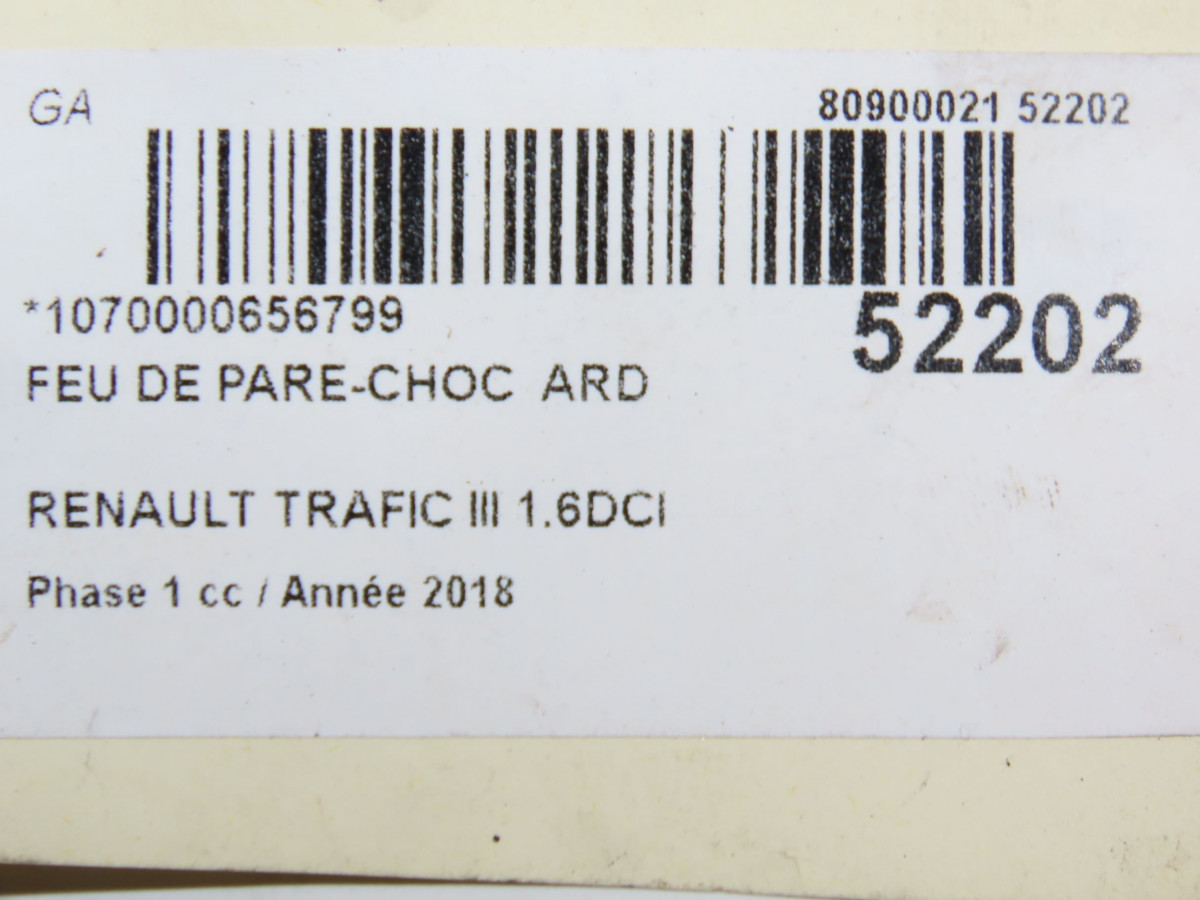 GA 80900021 52202
*1070000656799 52202
FEU DE PARE-CHOC ARD
RENAULT TRAFIC III 1.6DCI
Phase 1 cc / Année 2018